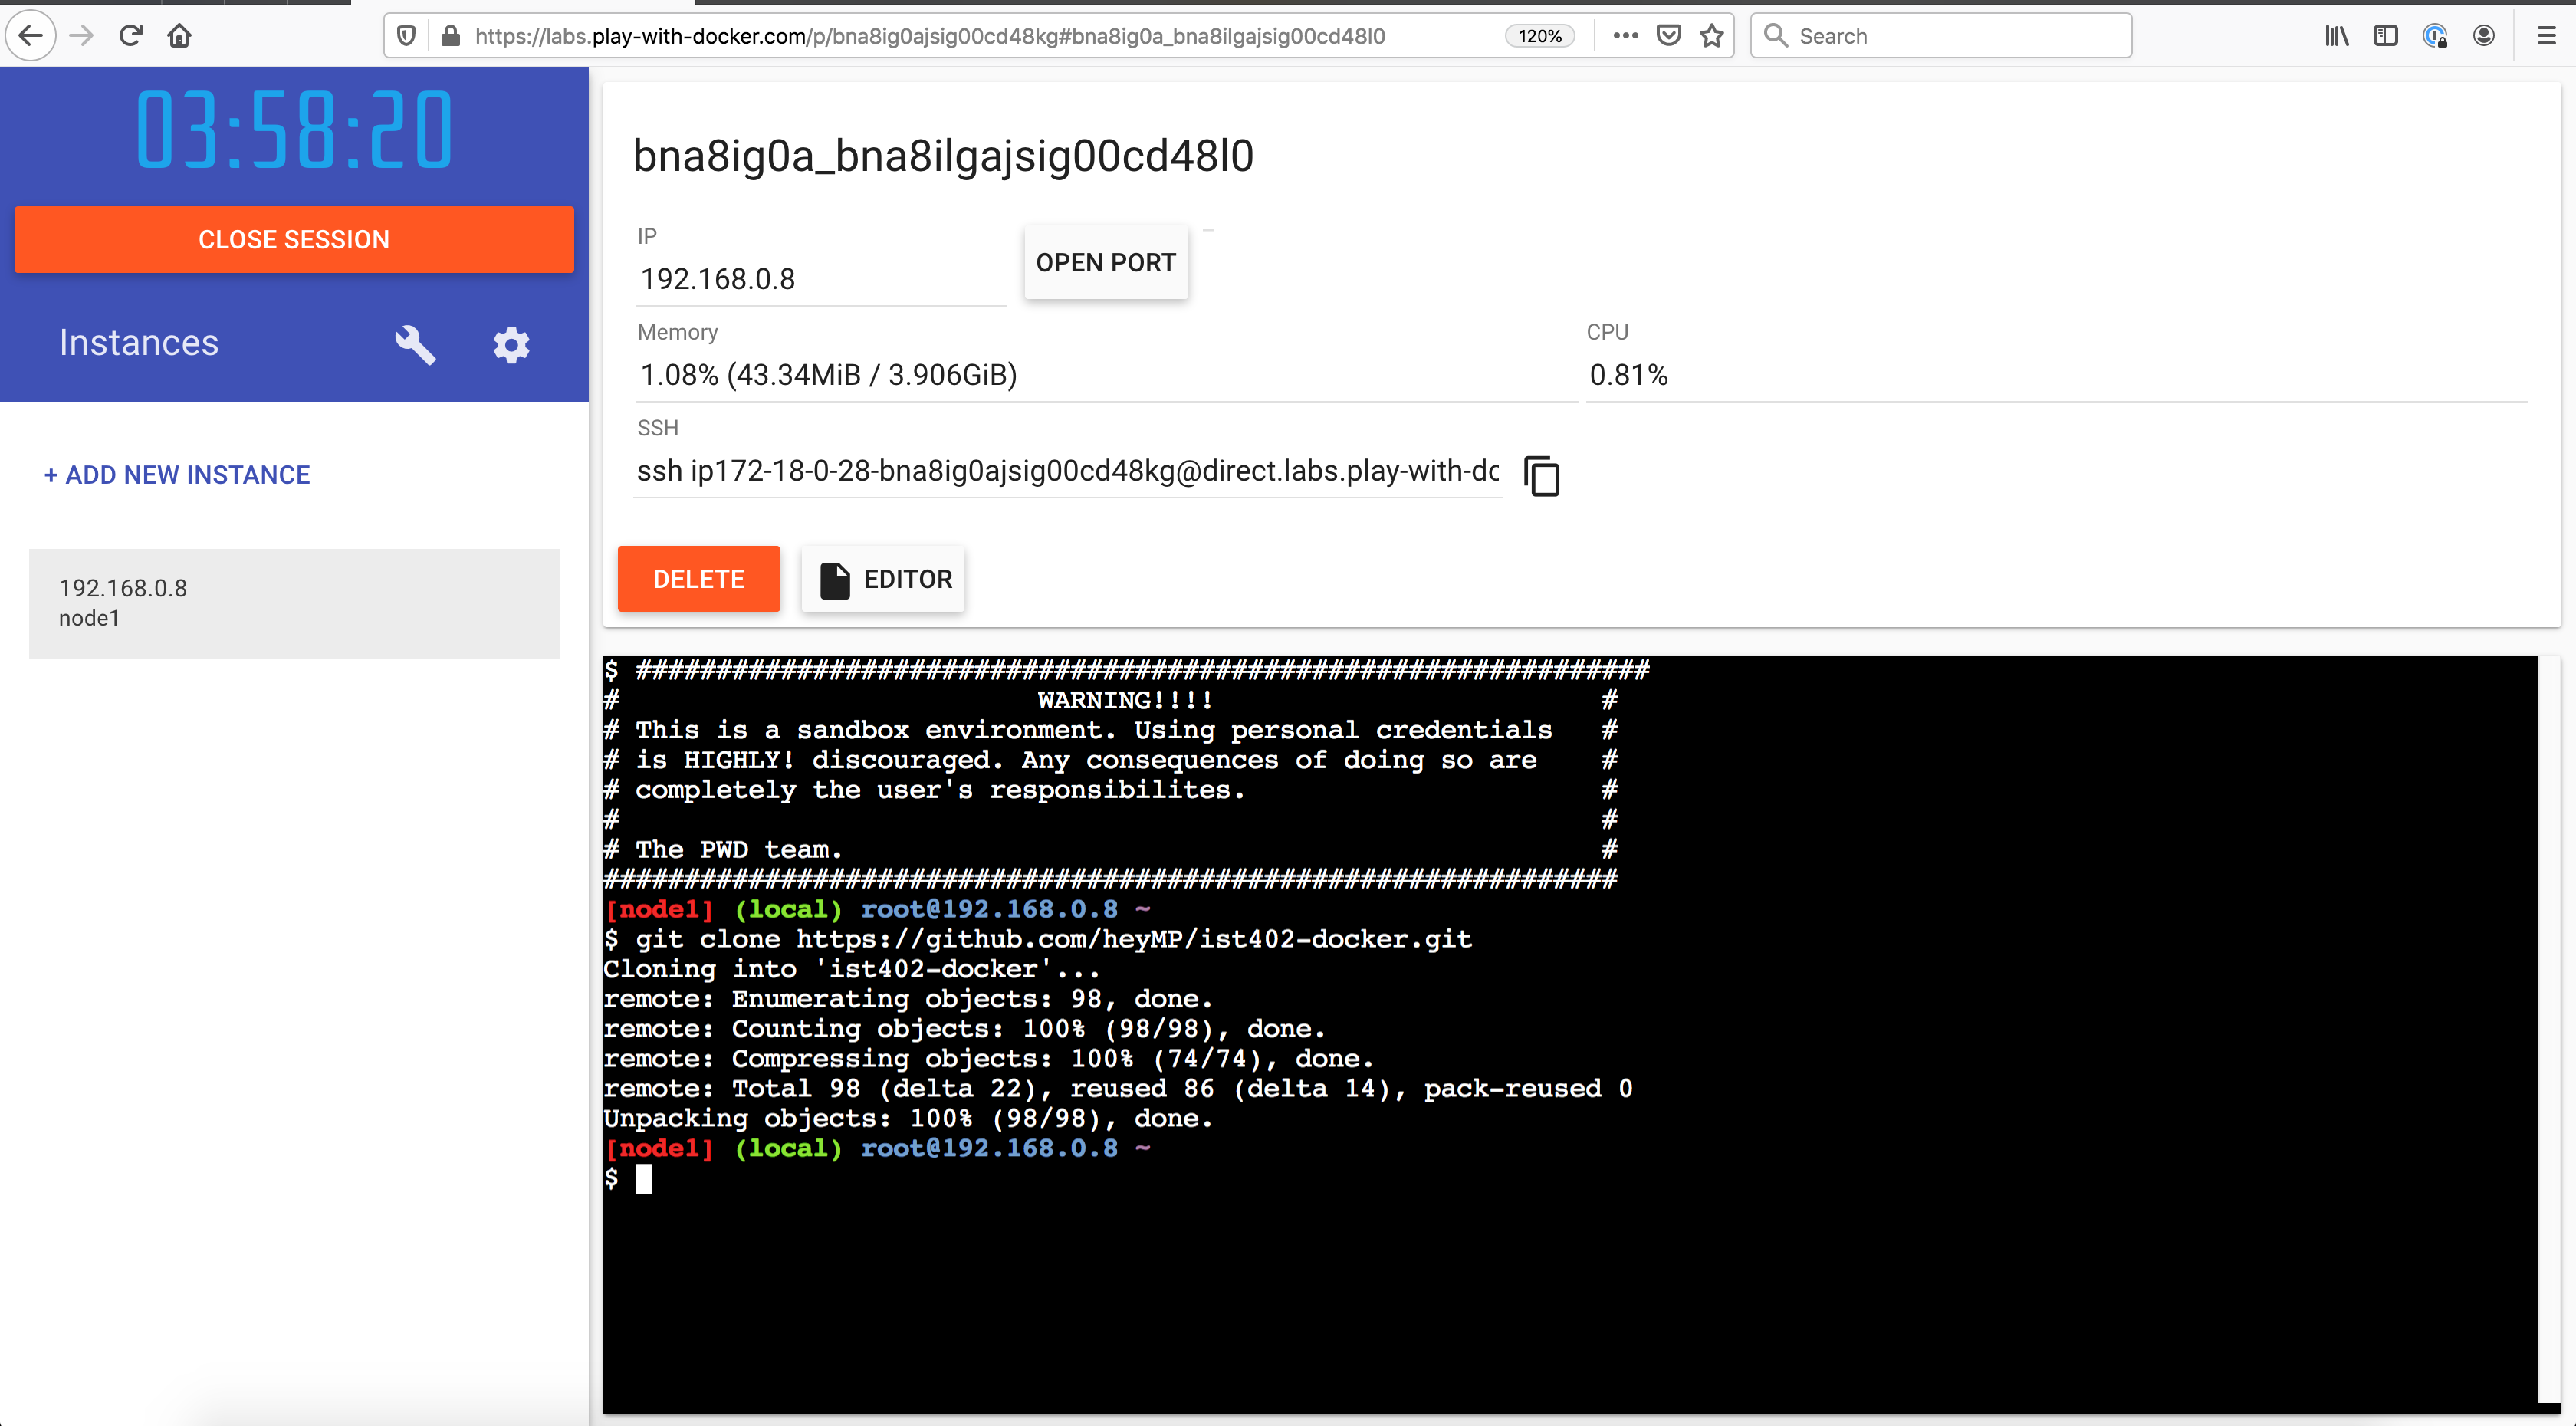 https://labs.play-with-docker.com/p/bna8ig0ajsig00cd48kg#bna8ig0a_bna8ilgajsig00cd48l0
120%
Search
03:58:20
CLOSE SESSION
Instances
+ ADD NEW INSTANCE
192.168.0.8
node1
bna8ig0a_bna8ilgajsig00cd48l0
IP
192.168.0.8
OPEN PORT
Memory
1.08% (43.34MiB / 3.906GiB)
CPU
0.81%
SSH
ssh ip172-18-0-28-bna8ig0ajsig00cd48kg@direct.labs.play-with-dc
DELETE
EDITOR
$ ###############################################################
#                          WARNING!!!!                        #
# This is a sandbox environment. Using personal credentials   #
# is HIGHLY! discouraged. Any consequences of doing so are    #
# completely the user's responsibilites.                      #
#                                                             #
# The PWD team.                                               #
###############################################################
[node1] (local) root@192.168.0.8 ~
$ git clone https://github.com/heyMP/ist402-docker.git
Cloning into 'ist402-docker'...
remote: Enumerating objects: 98, done.
remote: Counting objects: 100% (98/98), done.
remote: Compressing objects: 100% (74/74), done.
remote: Total 98 (delta 22), reused 86 (delta 14), pack-reused 0
Unpacking objects: 100% (98/98), done.
[node1] (local) root@192.168.0.8 ~
$